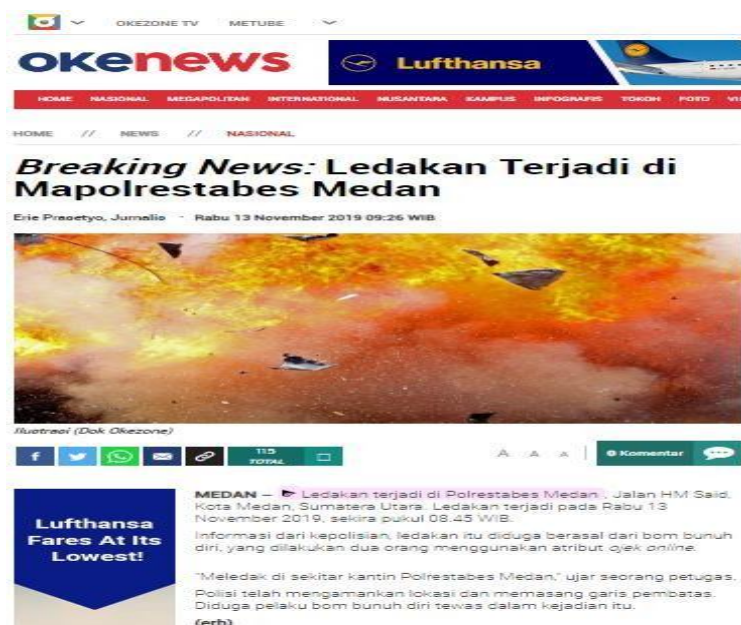 OKEZONE TV METUBE
okenews
Lufthansa
HOME NASIONAL MEGAPOLITAN INTERNATIONAL NUSANTARA KAMPUS INFOGRAFIS TOKOH FOTO
HOME // NEWS // NASIONAL
Breaking News: Ledakan Terjadi di
Mapolrestabes Medan
Erie Prasetyo, Jurnalis · Rabu 13 November 2019 09:26 WIB
Ilustrasi (Dok Okezone)
115
TOTAL
A A A
0 Komentar
Lufthansa
Fares At Its
Lowest!
MEDAN – Ledakan terjadi di Polrestabes Medan, Jalan HM Said,
Kota Medan, Sumatera Utara. Ledakan terjadi pada Rabu 13
November 2019, sekira pukul 08.45 WIB.
Informasi dari kepolisian, ledakan itu diduga berasal dari bom bunuh
diri, yang dilakukan dua orang menggunakan atribut ojek online.
"Meledak di sekitar kantin Polrestabes Medan," ujar seorang petugas.
Polisi telah mengamankan lokasi dan memasang garis pembatas.
Diduga pelaku bom bunuh diri tewas dalam kejadian itu.
(erh)